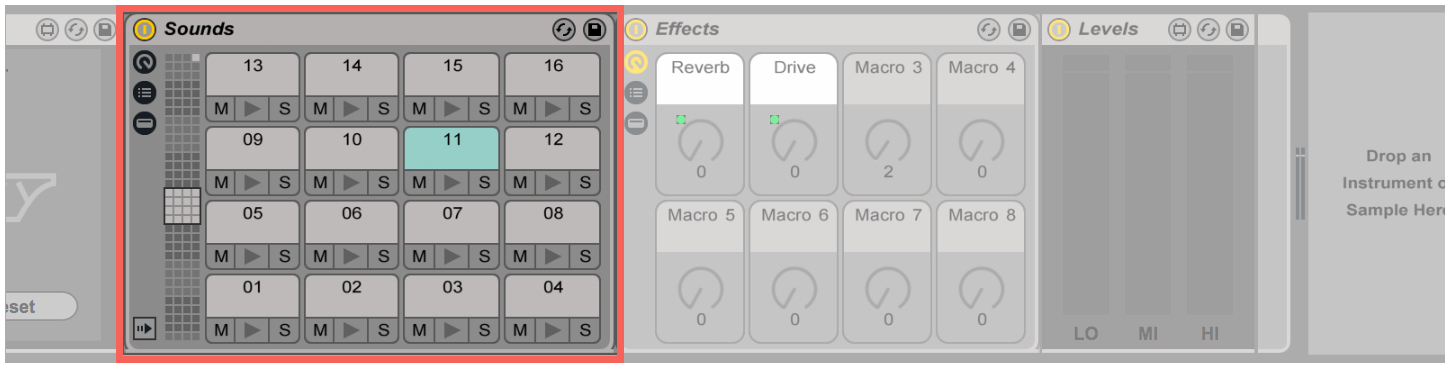 Sounds
13 14 15 16
M S M S M S M S
09 10 11 12
M S M S M S M S
05 06 07 08
M S M S M S M S
01 02 03 04
M S M S M S M S
Effects
Reverb Drive Macro 3 Macro 4
0 0 2 0
Macro 5 Macro 6 Macro 7 Macro 8
0 0 0 0
Levels
LO MI HI
Drop an
Instrument o
Sample Her
eset